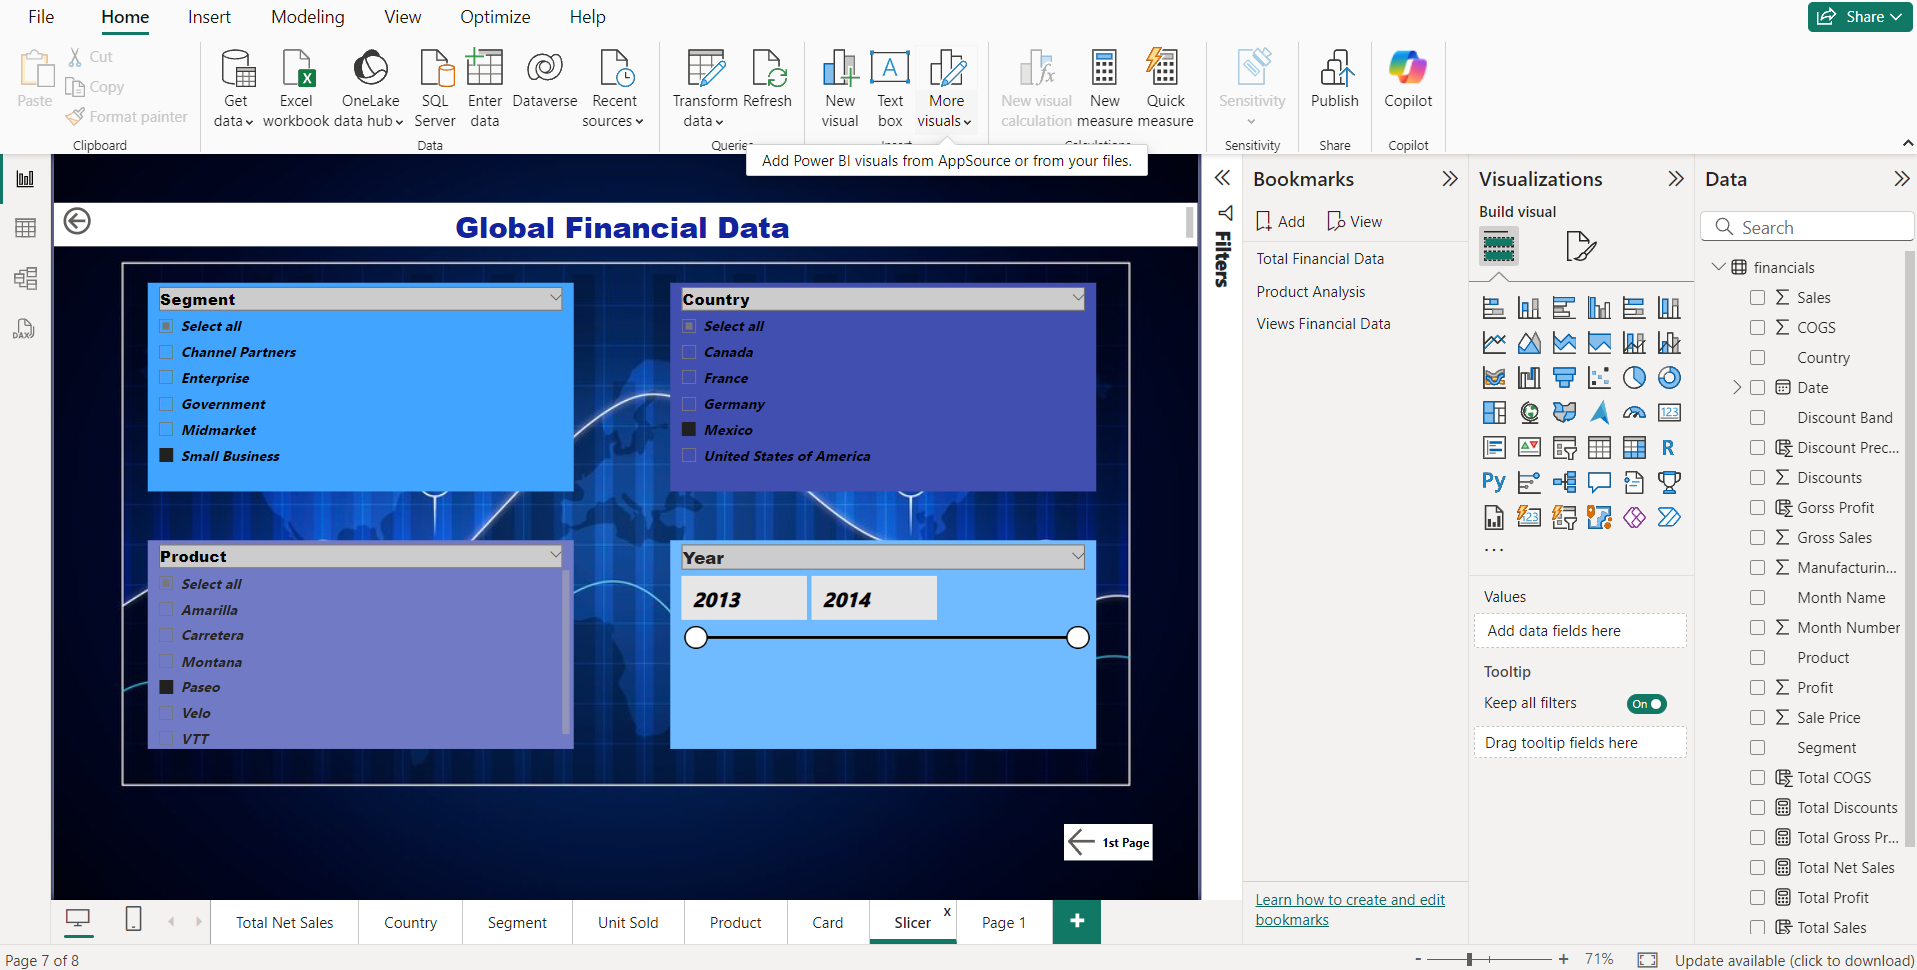 File Home Insert Modeling View Optimize Help
Share
Paste
Cut
Copy
Format painter
Clipboard
Get data
Excel workbook
OneLake data hub
SQL Server
Enter data
Dataverse
Recent sources
Data
Transform data
Refresh
Queries
New visual
Text box
More visuals
New visual calculation
New measure
Quick measure
Sensitivity
Sensitivity
Publish
Share
Copilot
Copilot
Add Power BI visuals from AppSource or from your files.
Global Financial Data
Segment
Select all
Channel Partners
Enterprise
Government
Midmarket
Small Business
Country
Select all
Canada
France
Germany
Mexico
United States of America
Product
Select all
Amarilla
Carretera
Montana
Paseo
Velo
VTT
Year
2013 2014
1st Page
Filters
Bookmarks
Add View
Total Financial Data
Product Analysis
Views Financial Data
Learn how to create and edit
bookmarks
Visualizations
Build visual
123
R
Py
123
...
Values
Add data fields here
Tooltip
Keep all filters On
Drag tooltip fields here
Data
Search
financials
Sales
COGS
Country
Date
Discount Band
Discount Prec...
Discounts
Gorss Profit
Gross Sales
Manufacturin...
Month Name
Month Number
Product
Profit
Sale Price
Segment
Total COGS
Total Discounts
Total Gross Pr...
Total Net Sales
Total Profit
Total Sales
DAX
Total Net Sales Country Segment Unit Sold Product Card Slicer x Page 1 +
Page 7 of 8
- + 71%
Update available (click to download)